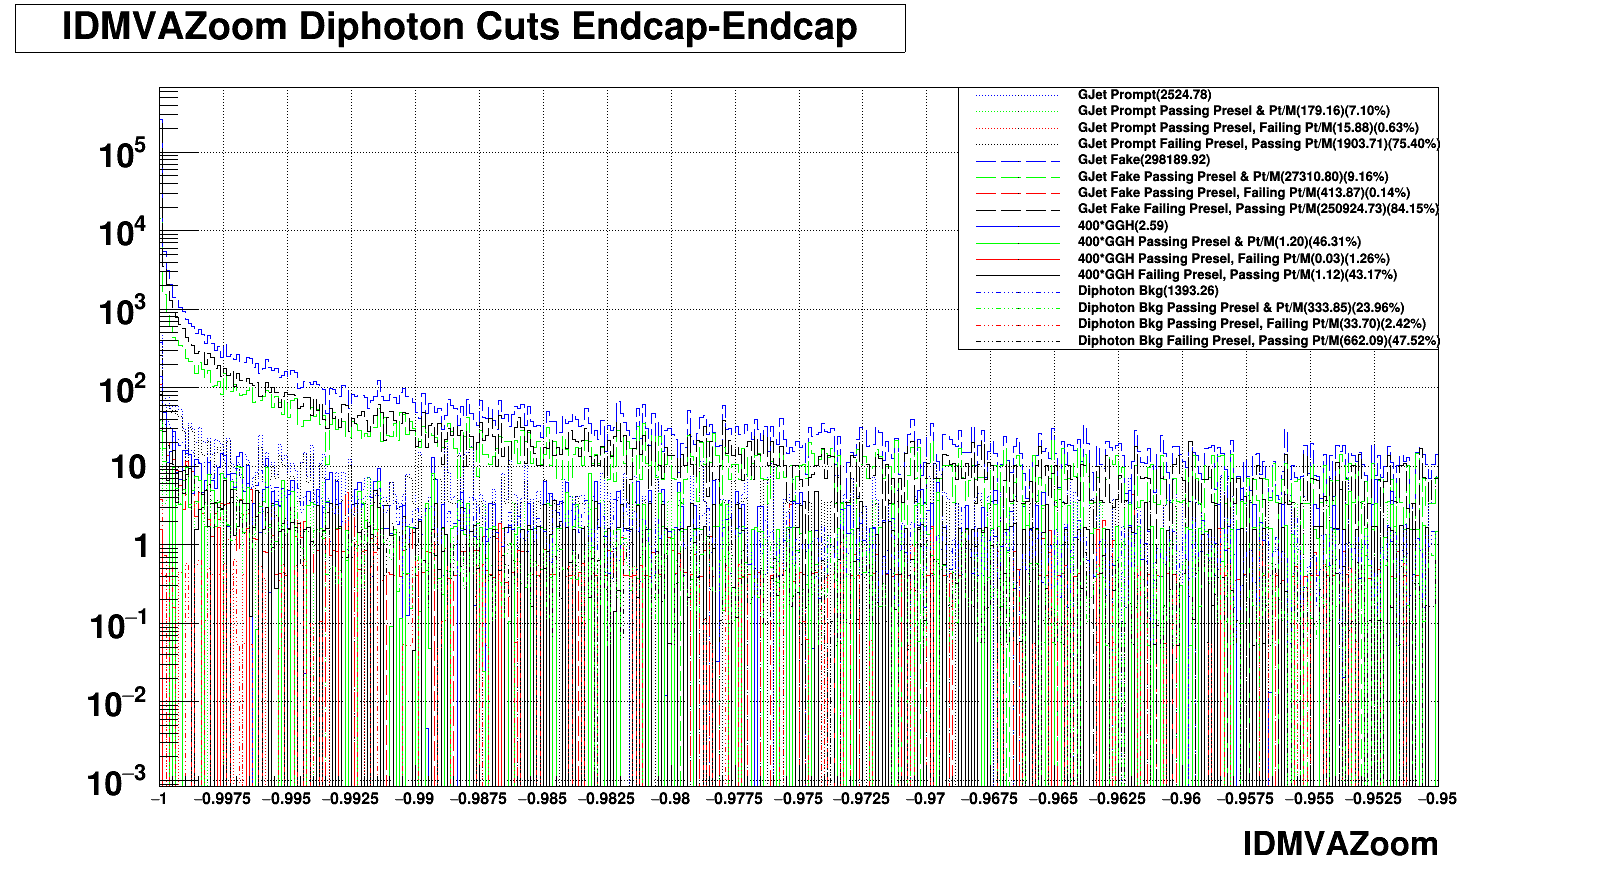 IDMVAZoom Diphoton Cuts Endcap-Endcap
GJet Prompt(2524.78)
GJet Prompt Passing Presel & Pt/M(179.16)(7.10%)
GJet Prompt Passing Presel, Failing Pt/M(15.88)(0.63%)
GJet Prompt Failing Presel, Passing Pt/M(1903.71)(75.40%)
GJet Fake(298189.92)
GJet Fake Passing Presel & Pt/M(27310.80)(9.16%)
GJet Fake Passing Presel, Failing Pt/M(413.87)(0.14%)
GJet Fake Failing Presel, Passing Pt/M(250924.73)(84.15%)
400*GGH(2.59)
400*GGH Passing Presel & Pt/M(1.20)(46.31%)
400*GGH Passing Presel, Failing Pt/M(0.03)(1.26%)
400*GGH Failing Presel, Passing Pt/M(1.12)(43.17%)
Diphoton Bkg(1393.26)
Diphoton Bkg Passing Presel & Pt/M(333.85)(23.96%)
Diphoton Bkg Passing Presel, Failing Pt/M(33.70)(2.42%)
Diphoton Bkg Failing Presel, Passing Pt/M(662.09)(47.52%)
10⁵
10⁴
10³
10²
10
1
10⁻¹
10⁻²
10⁻³
−1 −0.9975 −0.995 −0.9925 −0.99 −0.9875 −0.985 −0.9825 −0.98 −0.9775 −0.975 −0.9725 −0.97 −0.9675 −0.965 −0.9625 −0.96 −0.9575 −0.955 −0.9525 −0.95
IDMVAZoom